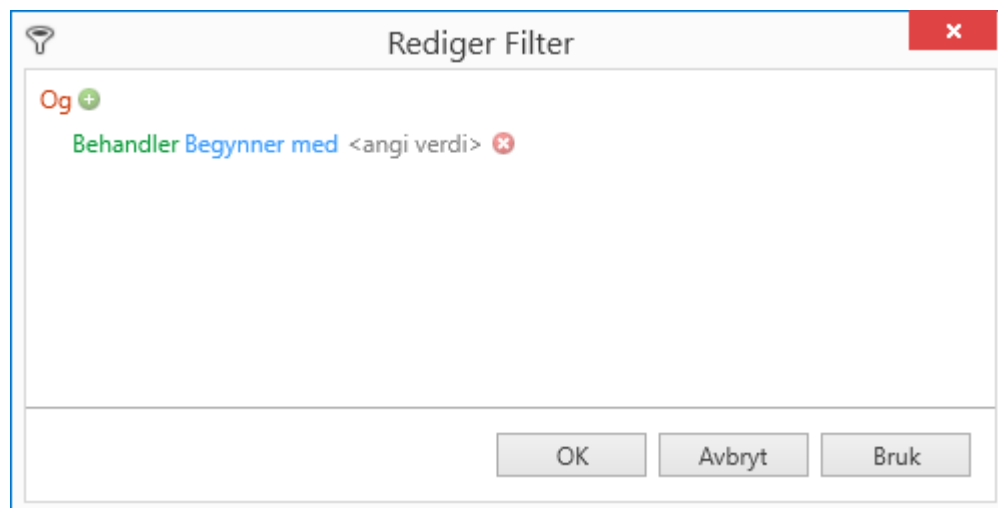 Rediger Filter
Og
Behandler Begynner med <angi verdi>
OK Avbryt Bruk